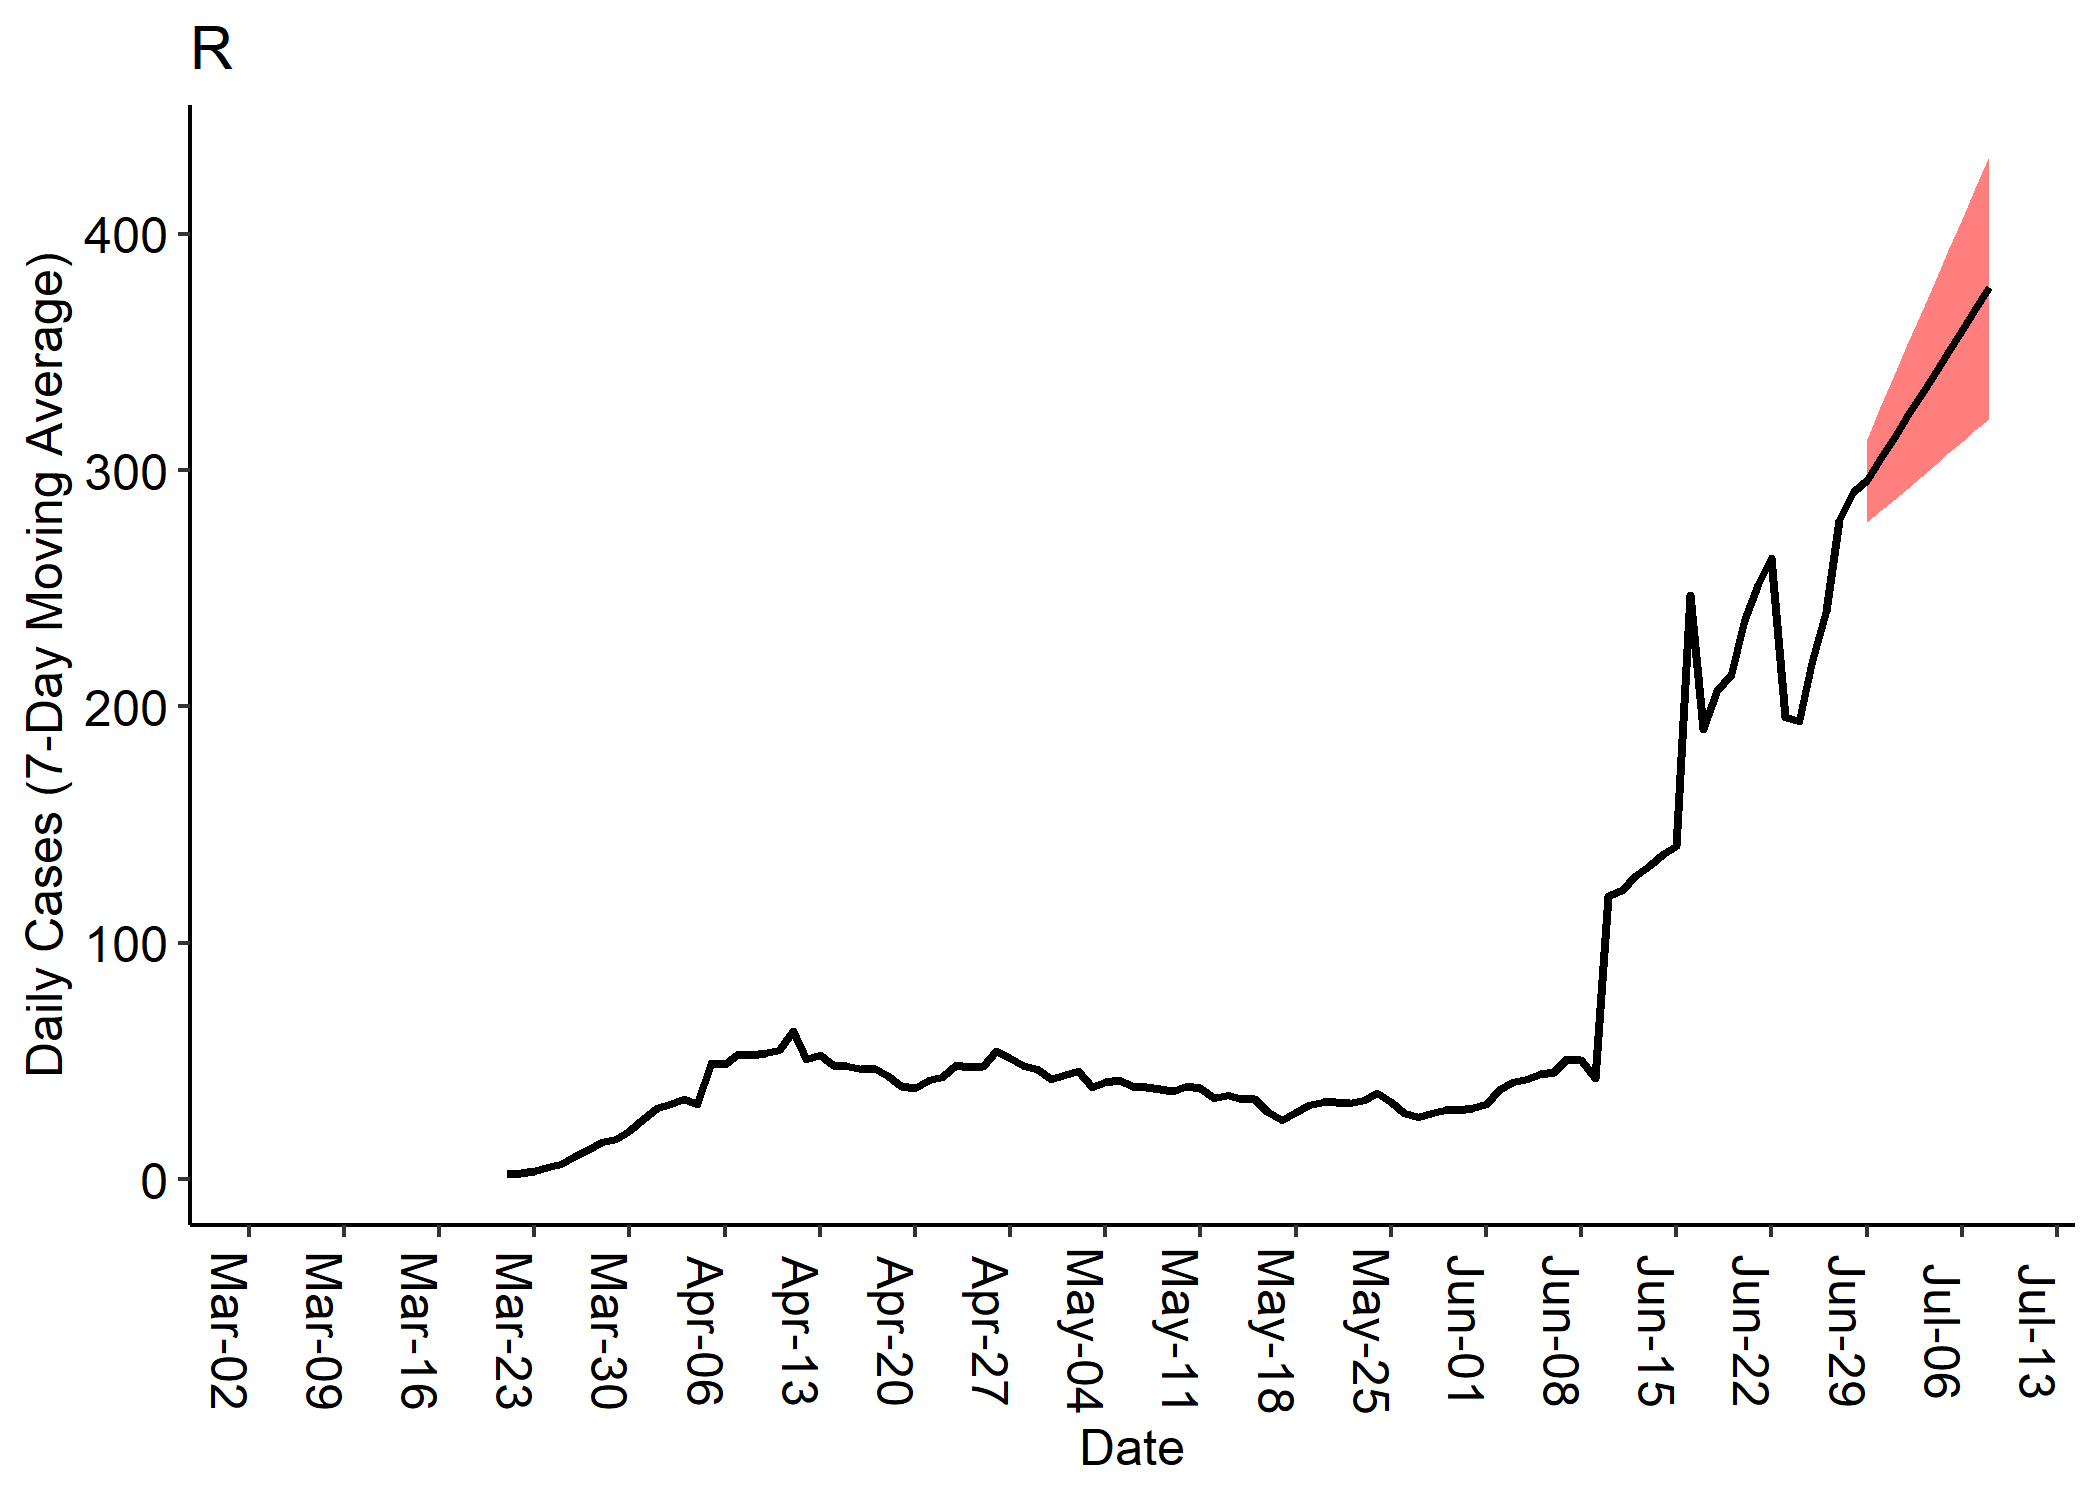 R
Daily Cases (7-Day Moving Average)
400
300
200
100
0
Mar-02
Mar-09
Mar-16
Mar-23
Mar-30
Apr-06
Apr-13
Apr-20
Apr-27
May-04
May-11
May-18
May-25
Jun-01
Jun-08
Jun-15
Jun-22
Jun-29
Jul-06
Jul-13
Date